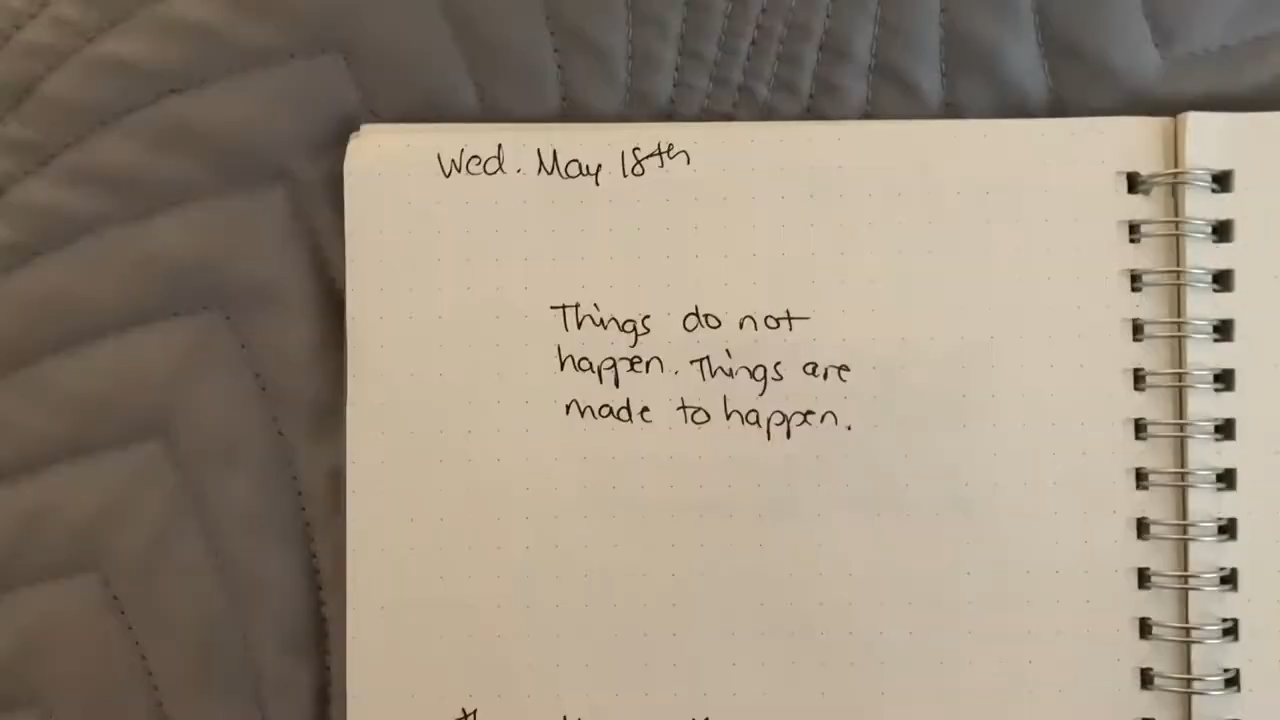 Wed. May 18th
Things do not
happen. Things are
made to happen.